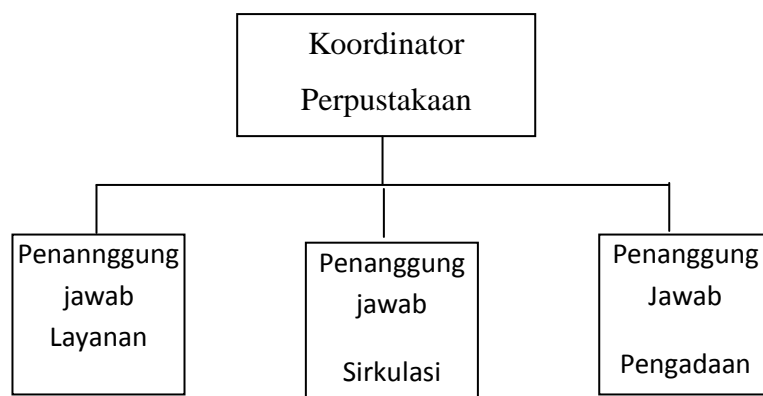 Koordinator
Perpustakaan
Penannggung
jawab
Layanan
Penanggung
jawab
Sirkulasi
Penanggung
Jawab
Pengadaan